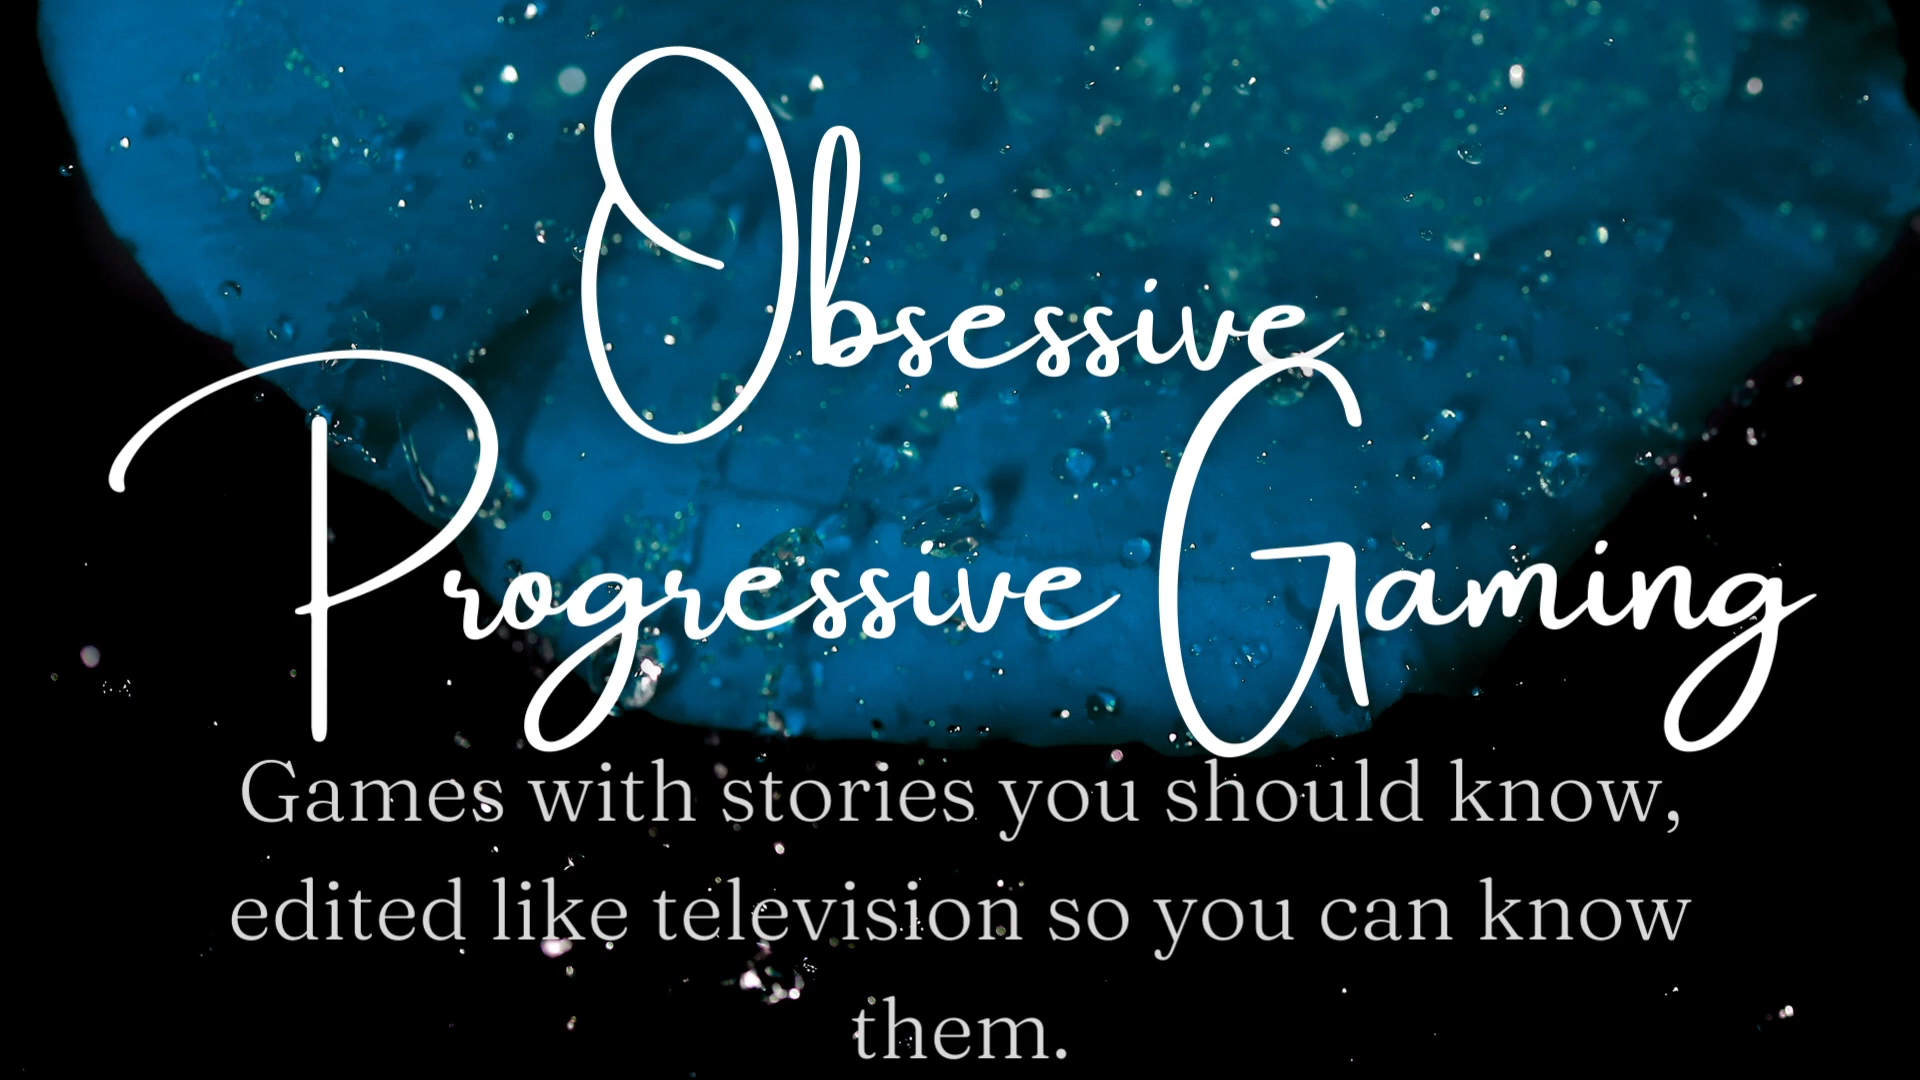 Obsessive
Progressive Gaming
Games with stories you should know,
edited like television so you can know
them.